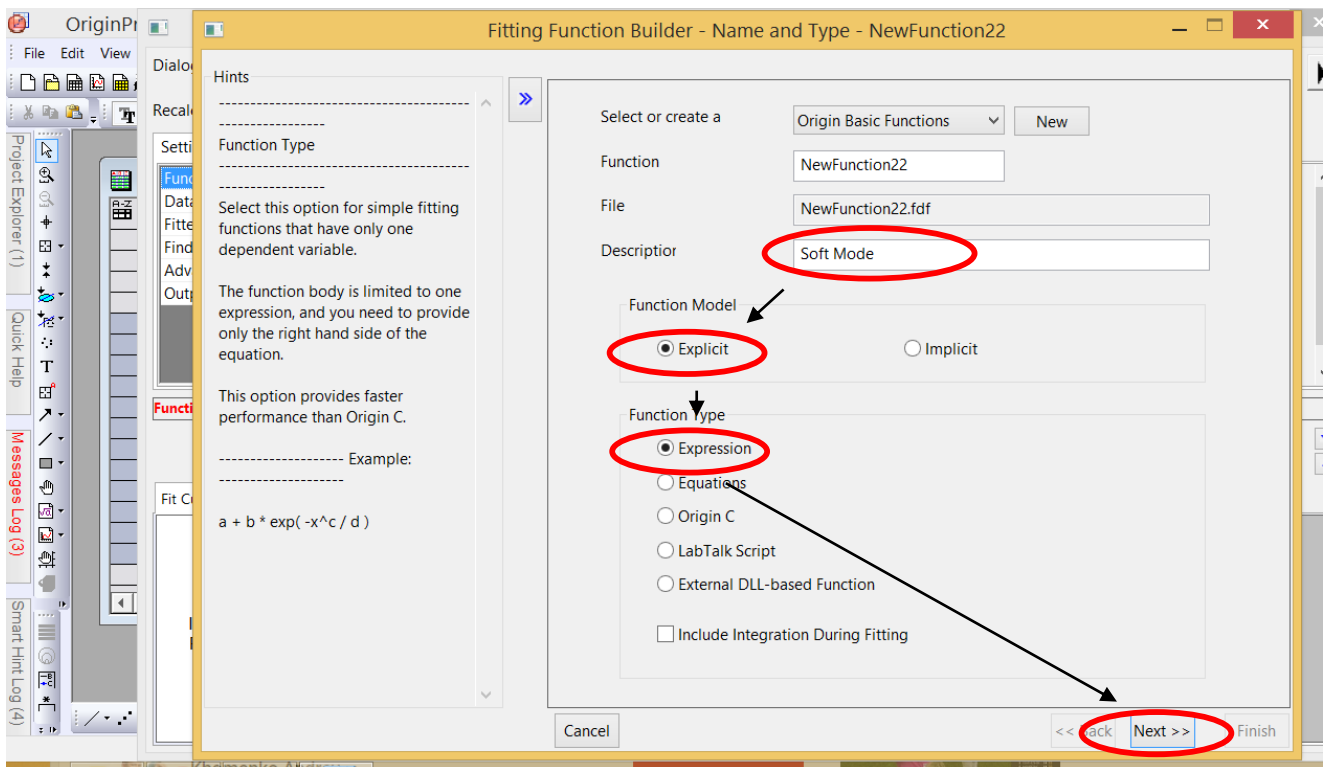 OriginPr
Fitting Function Builder - Name and Type - NewFunction22
File Edit View
Dialo
Recal
Setti
Func
Data
Fitte
Find
Adv
Outp
Functi
Fit Cu
Project Explorer (1)
Quick Help
Messages Log (3)
Smart Hint Log (4)
Hints
-----------------------------------------
-----------------
Function Type
-----------------------------------------
-----------------
Select this option for simple fitting
functions that have only one
dependent variable.
The function body is limited to one
expression, and you need to provide
only the right hand side of the
equation.
This option provides faster
performance than Origin C.
-------------------- Example:
--------------------
a + b * exp( -x^c / d )
Select or create a
Origin Basic Functions
New
Function
NewFunction22
File
NewFunction22.fdf
Description
Soft Mode
Function Model
Explicit
Implicit
Function Type
Expression
Equations
Origin C
LabTalk Script
External DLL-based Function
Include Integration During Fitting
Cancel
<< Back
Next >>
Finish